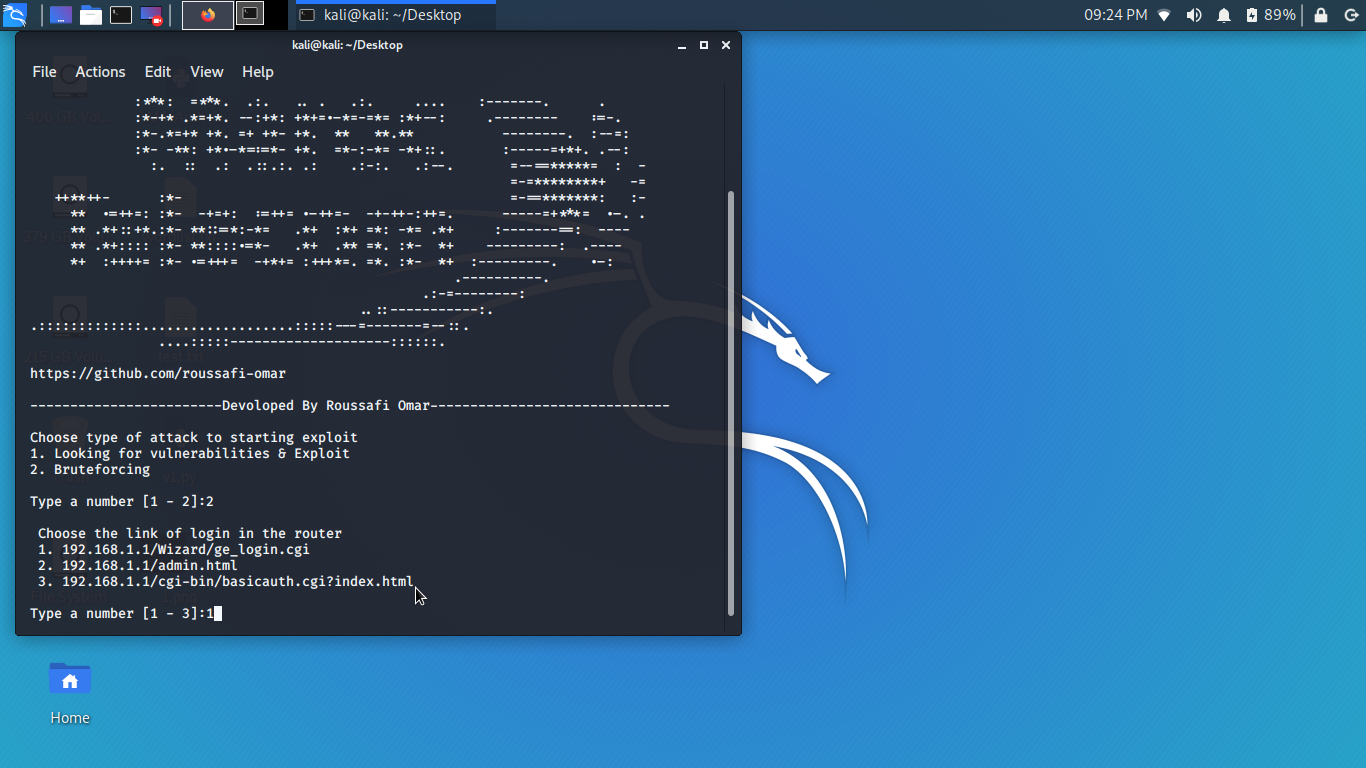 kali@kali: ~/Desktop
09:24 PM
89%
kali@kali: ~/Desktop
File Actions Edit View Help
https://github.com/roussafi-omar
------------------------Devoloped By Roussafi Omar------------------------------
Choose type of attack to starting exploit
1. Looking for vulnerabilities & Exploit
2. Bruteforcing
Type a number [1 - 2]:2
Choose the link of login in the router
1. 192.168.1.1/Wizard/ge_login.cgi
2. 192.168.1.1/admin.html
3. 192.168.1.1/cgi-bin/basicauth.cgi?index.html
Type a number [1 - 3]:1
Home